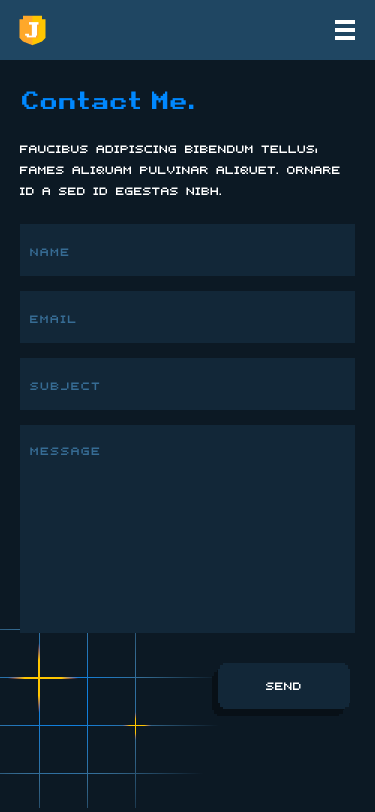 J
Contact Me.
FAUCIBUS ADIPISCING BIBENDUM TELLUS,
FAMES ALIQUAM PULVINAR ALIQUET. ORNARE
ID A SED ID EGESTAS NIBH.
NAME
EMAIL
SUBJECT
MESSAGE
SEND